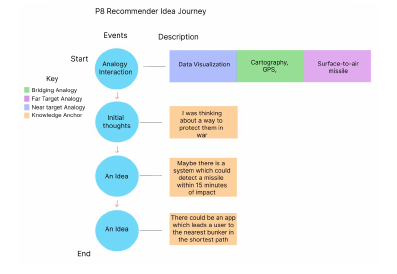 P8 Recommender Idea Journey
Events
Description
Start
Analogy
Interaction
Data Visualization
Cartography,
GPS,
Surface-to-air
missile
Key
Bridging Analogy
Far Target Analogy
Near target Analogy
Knowledge Anchor
Initial
thoughts
I was thinking
about a way to
protect them in
war
An Idea
Maybe there is a
system which could
detect a missile
within 15 minutes
of impact
An Idea
There could be an app
which leads a user to
the nearest bunker in
the shortest path
End